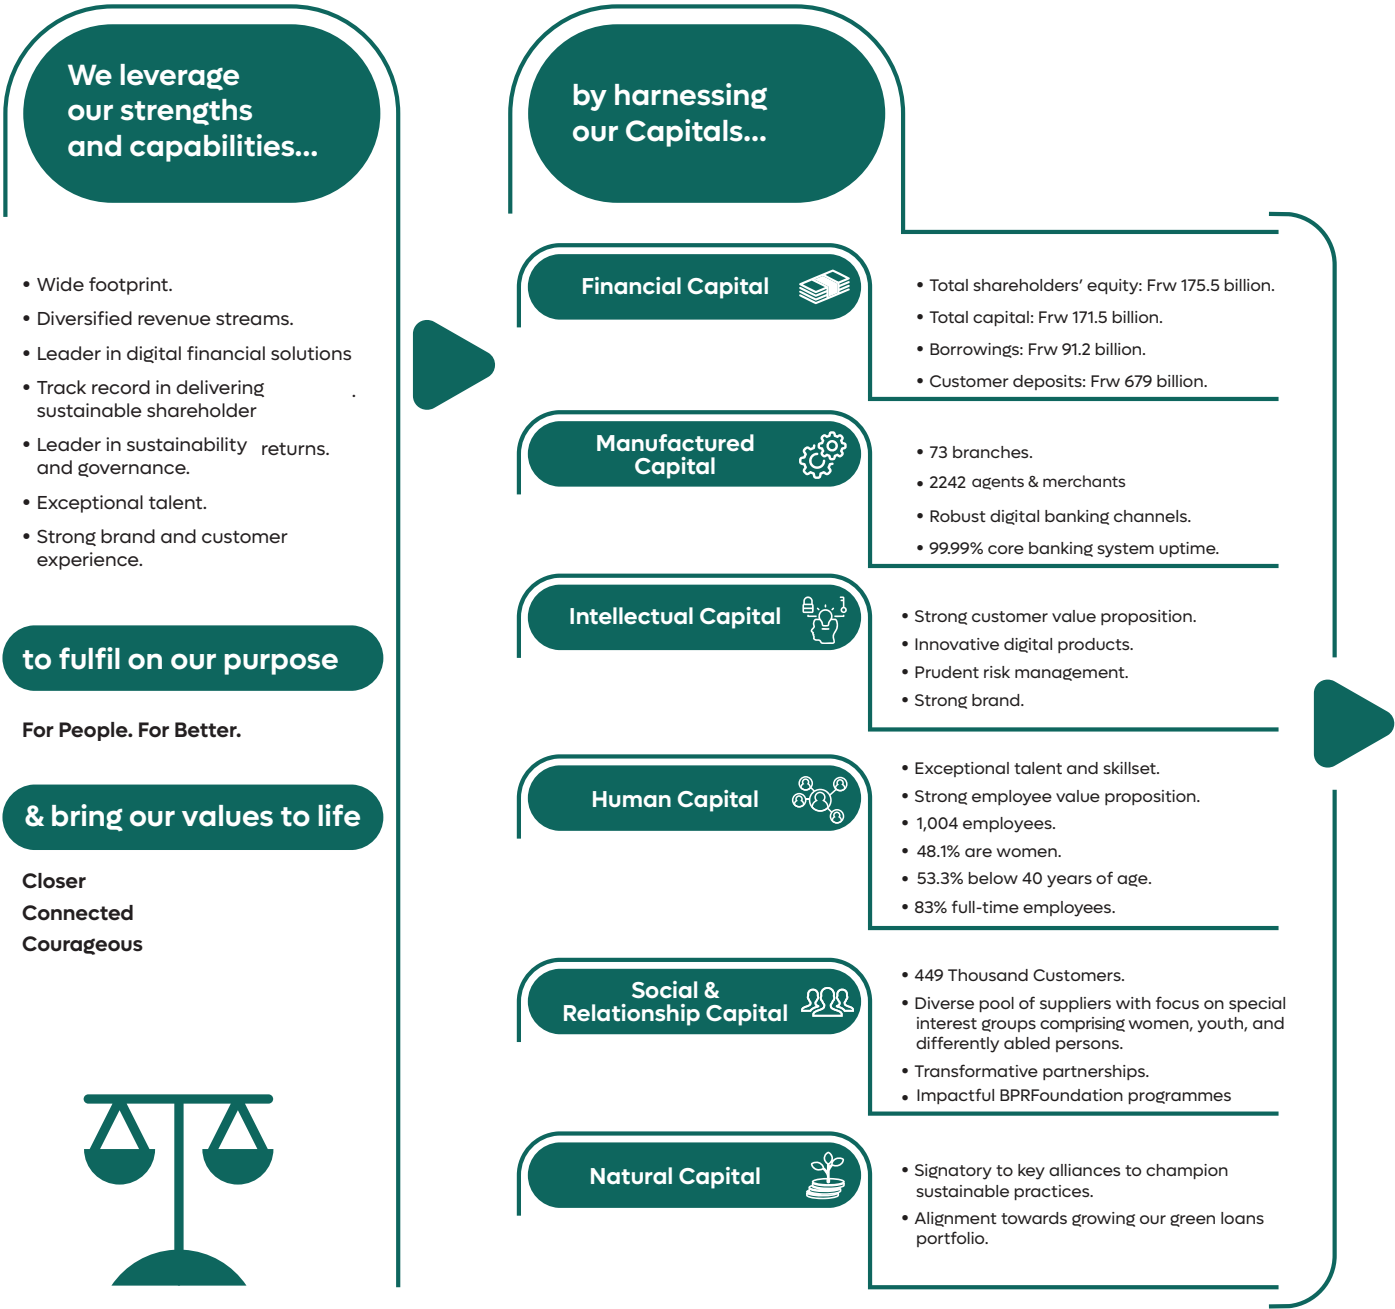 We leverage
our strengths
and capabilities...
• Wide footprint.
• Diversified revenue streams.
• Leader in digital financial solutions
• Track record in delivering .
sustainable shareholder
• Leader in sustainability returns.
and governance.
• Exceptional talent.
• Strong brand and customer
experience.
to fulfil on our purpose
For People. For Better.
& bring our values to life
Closer
Connected
Courageous
by harnessing
our Capitals...
Financial Capital
• Total shareholders’ equity: Frw 175.5 billion.
• Total capital: Frw 171.5 billion.
• Borrowings: Frw 91.2 billion.
• Customer deposits: Frw 679 billion.
Manufactured
Capital
• 73 branches.
• 2242 agents & merchants
• Robust digital banking channels.
• 99.99% core banking system uptime.
Intellectual Capital
• Strong customer value proposition.
• Innovative digital products.
• Prudent risk management.
• Strong brand.
Human Capital
• Exceptional talent and skillset.
• Strong employee value proposition.
• 1,004 employees.
• 48.1% are women.
• 53.3% below 40 years of age.
• 83% full-time employees.
Social &
Relationship Capital
• 449 Thousand Customers.
• Diverse pool of suppliers with focus on special
interest groups comprising women, youth, and
differently abled persons.
• Transformative partnerships.
• Impactful BPRFoundation programmes
Natural Capital
• Signatory to key alliances to champion
sustainable practices.
• Alignment towards growing our green loans
portfolio.